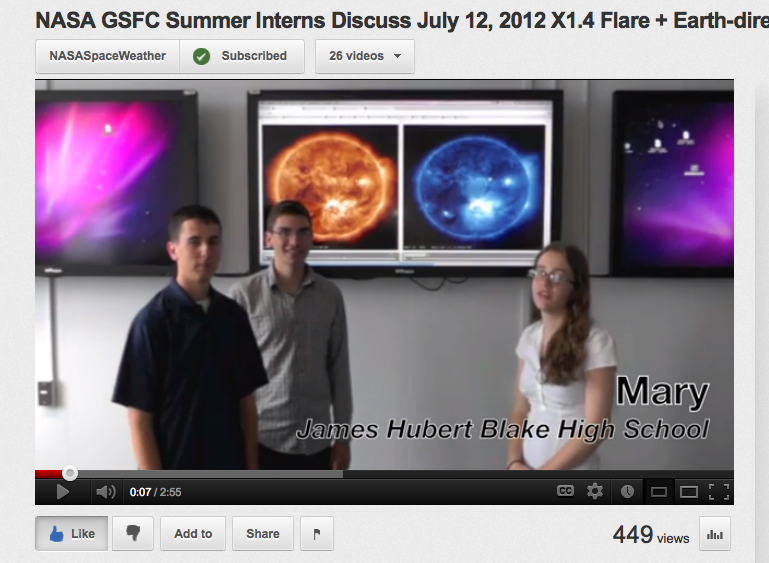 NASA GSFC Summer Interns Discuss July 12, 2012 X1.4 Flare + Earth-dire
NASASpaceWeather Subscribed 26 videos
Mary
James Hubert Blake High School
0:07 / 2:55 CC
Like Add to Share 449 views